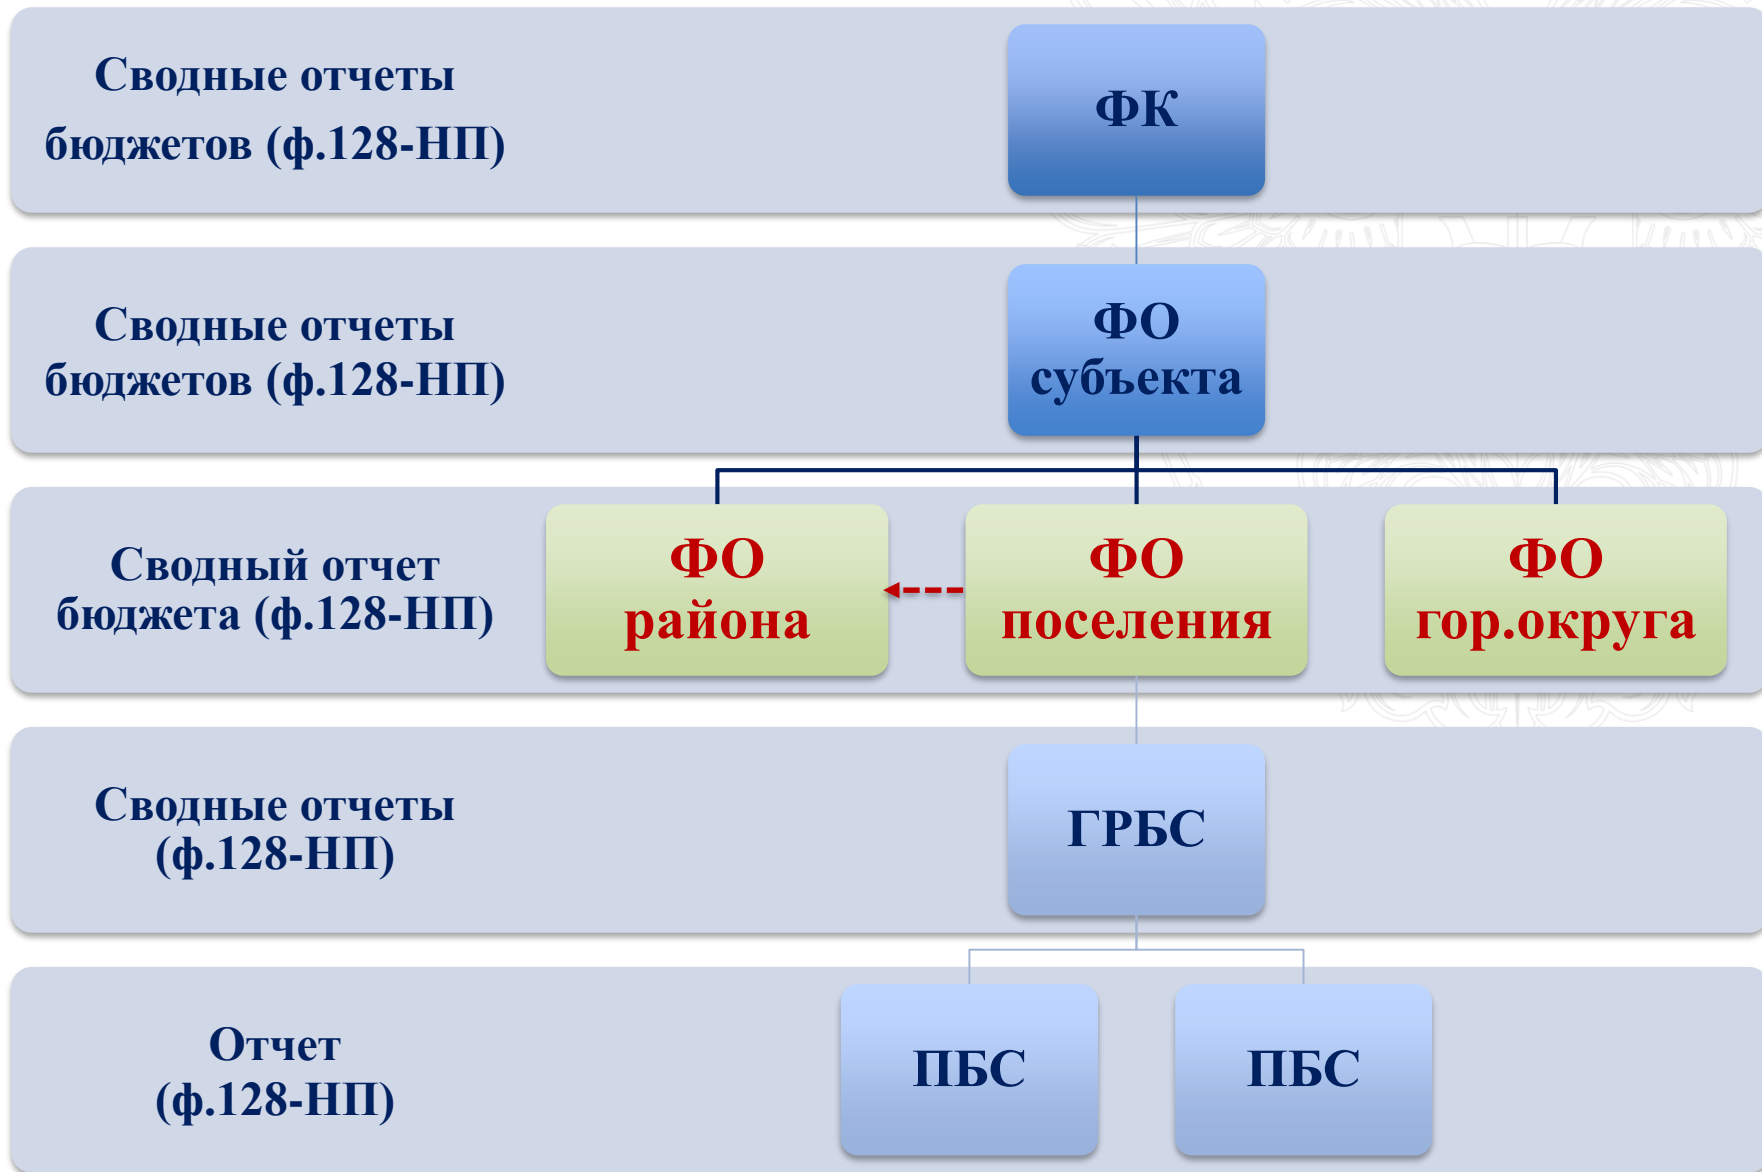 Сводные отчеты
бюджетов (ф.128-НП)
ФК
Сводные отчеты
бюджетов (ф.128-НП)
ФО
субъекта
Сводный отчет
бюджета (ф.128-НП)
ФО
района
ФО
поселения
ФО
гор.округа
Сводные отчеты
(ф.128-НП)
ГРБС
Отчет
(ф.128-НП)
ПБС
ПБС